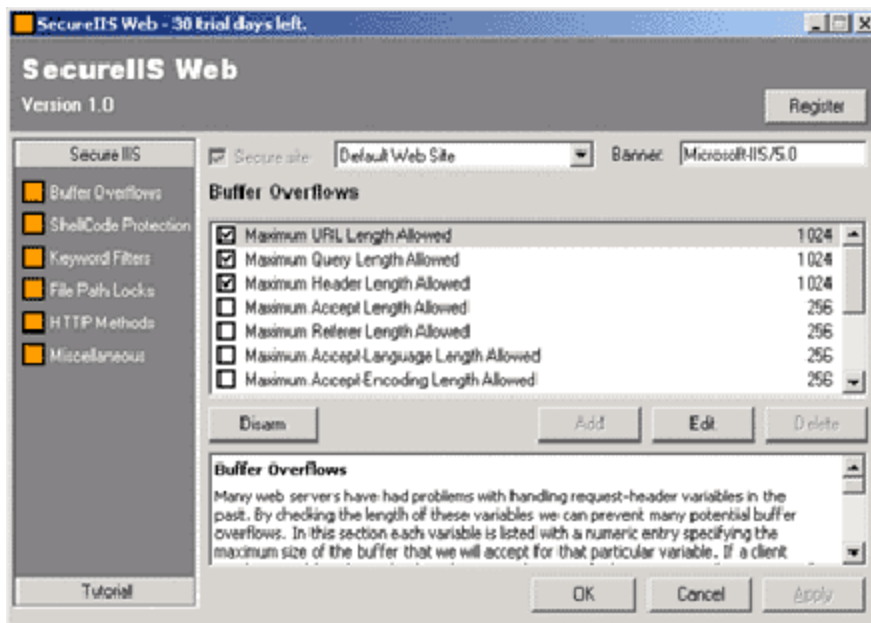 SecureIIS Web - 30 trial days left.
SecureIIS Web
Version 1.0
Register
Secure IIS
Buffer Overflows
ShellCode Protection
Keyword Filters
File Path Locks
HTTP Methods
Miscellaneous
Tutorial
Secure site
Default Web Site
Banner:
Microsoft-IIS/5.0
Buffer Overflows
Maximum URL Length Allowed 1024
Maximum Query Length Allowed 1024
Maximum Header Length Allowed 1024
Maximum Accept Length Allowed 256
Maximum Referer Length Allowed 256
Maximum Accept-Language Length Allowed 256
Maximum Accept-Encoding Length Allowed 256
Disarm
Add
Edit
Delete
Buffer Overflows
Many web servers have had problems with handling request-header variables in the
past. By checking the length of these variables we can prevent many potential buffer
overflows. In this section each variable is listed with a numeric entry specifying the
maximum size of the buffer that we will accept for that particular variable. If a client
OK
Cancel
Apply